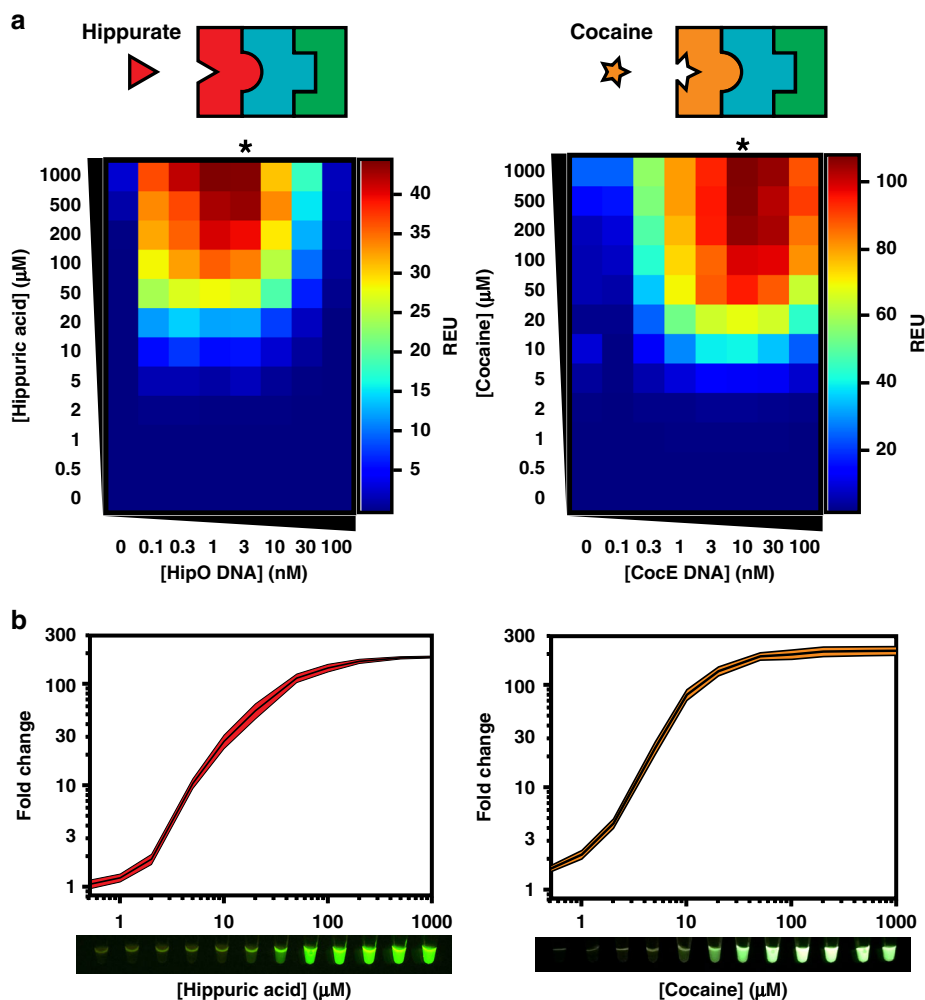 a
Hippurate
Cocaine
*
*
[Hippuric acid] (μM)
1000
500
200
100
50
20
10
5
2
1
0.5
0
0 0.1 0.3 1 3 10 30 100
[HipO DNA] (nM)
40
35
30
25
20
15
10
5
REU
[Cocaine] (μM)
1000
500
200
100
50
20
10
5
2
1
0.5
0
0 0.1 0.3 1 3 10 30 100
[CocE DNA] (nM)
100
80
60
40
20
REU
b
Fold change
300
100
30
10
3
1
1 10 100 1000
[Hippuric acid] (μM)
Fold change
300
100
30
10
3
1
1 10 100 1000
[Cocaine] (μM)